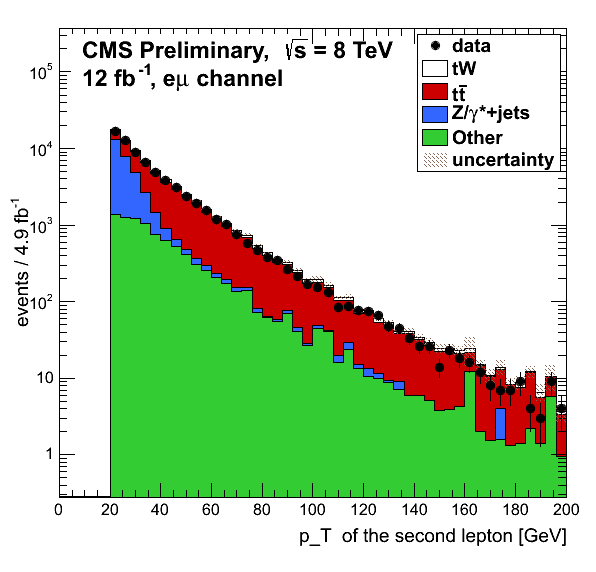 CMS Preliminary, √s = 8 TeV
12 fb⁻¹, eμ channel
data
tW
tt̄
Z/γ*+jets
Other
uncertainty
events / 4.9 fb⁻¹
10⁵
10⁴
10³
10²
10
1
0 20 40 60 80 100 120 140 160 180 200
p_T of the second lepton [GeV]